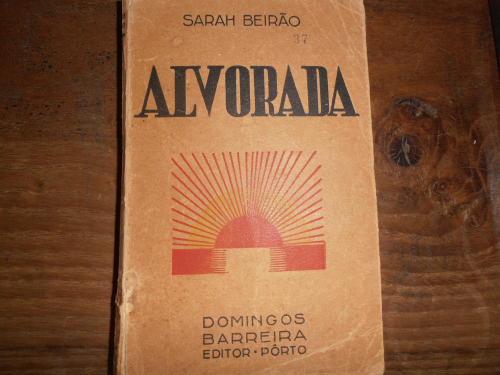 SARAH BEIRÃO
37
ALVORADA
DOMINGOS
BARREIRA
EDITOR · PÔRTO